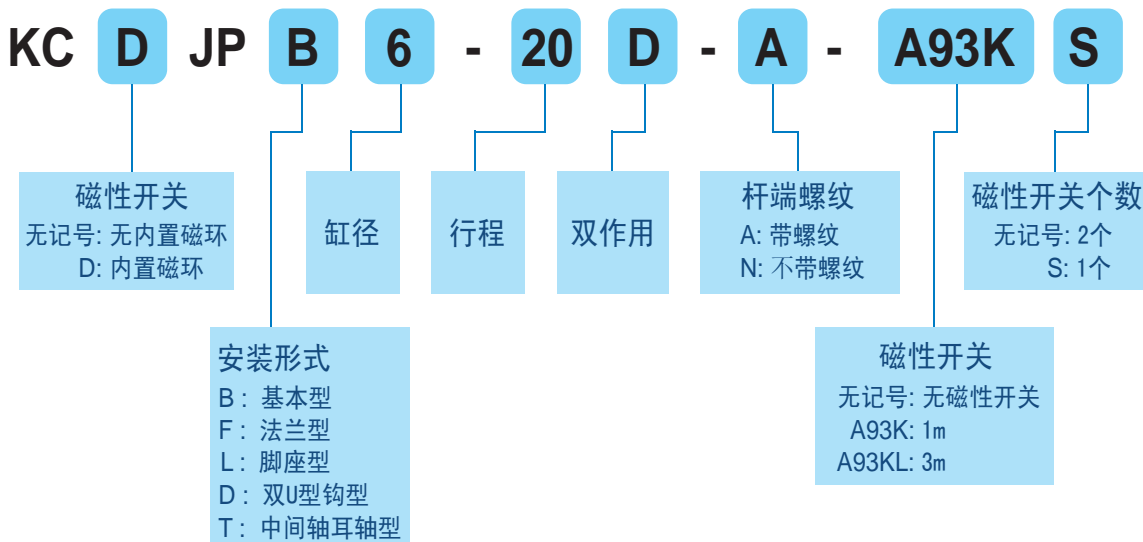 KC D JP B 6 - 20 D - A - A93K S
磁性开关
无记号: 无内置磁环
D: 内置磁环
缸径
行程
双作用
杆端螺纹
A: 带螺纹
N: 不带螺纹
磁性开关个数
无记号: 2个
S: 1个
安装形式
B: 基本型
F: 法兰型
L: 脚座型
D: 双U型钩型
T: 中间轴耳轴型
磁性开关
无记号: 无磁性开关
A93K: 1m
A93KL: 3m